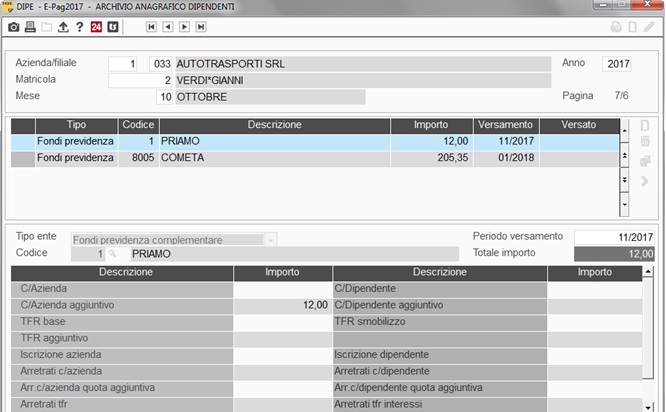 DIPE - E-Pag2017 - ARCHIVIO ANAGRAFICO DIPENDENTI
24
Azienda/filiale 1 033 AUTOTRASPORTI SRL Anno 2017
Matricola 2 VERDI*GIANNI
Mese 10 OTTOBRE Pagina 7/6
Tipo Codice Descrizione Importo Versamento Versato
Fondi previdenza 1 PRIAMO 12,00 11/2017
Fondi previdenza 8005 COMETA 205,35 01/2018
Tipo ente Fondi previdenza complementare Periodo versamento 11/2017
Codice 1 PRIAMO Totale importo 12,00
Descrizione Importo Descrizione Importo
C/Azienda C/Dipendente
C/Azienda aggiuntivo 12,00 C/Dipendente aggiuntivo
TFR base TFR smobilizzo
TFR aggiuntivo
Iscrizione azienda Iscrizione dipendente
Arretrati c/azienda Arretrati c/dipendente
Arr.c/azienda quota aggiuntiva Arr.c/dipendente quota aggiuntiva
Arretrati tfr Arretrati tfr interessi